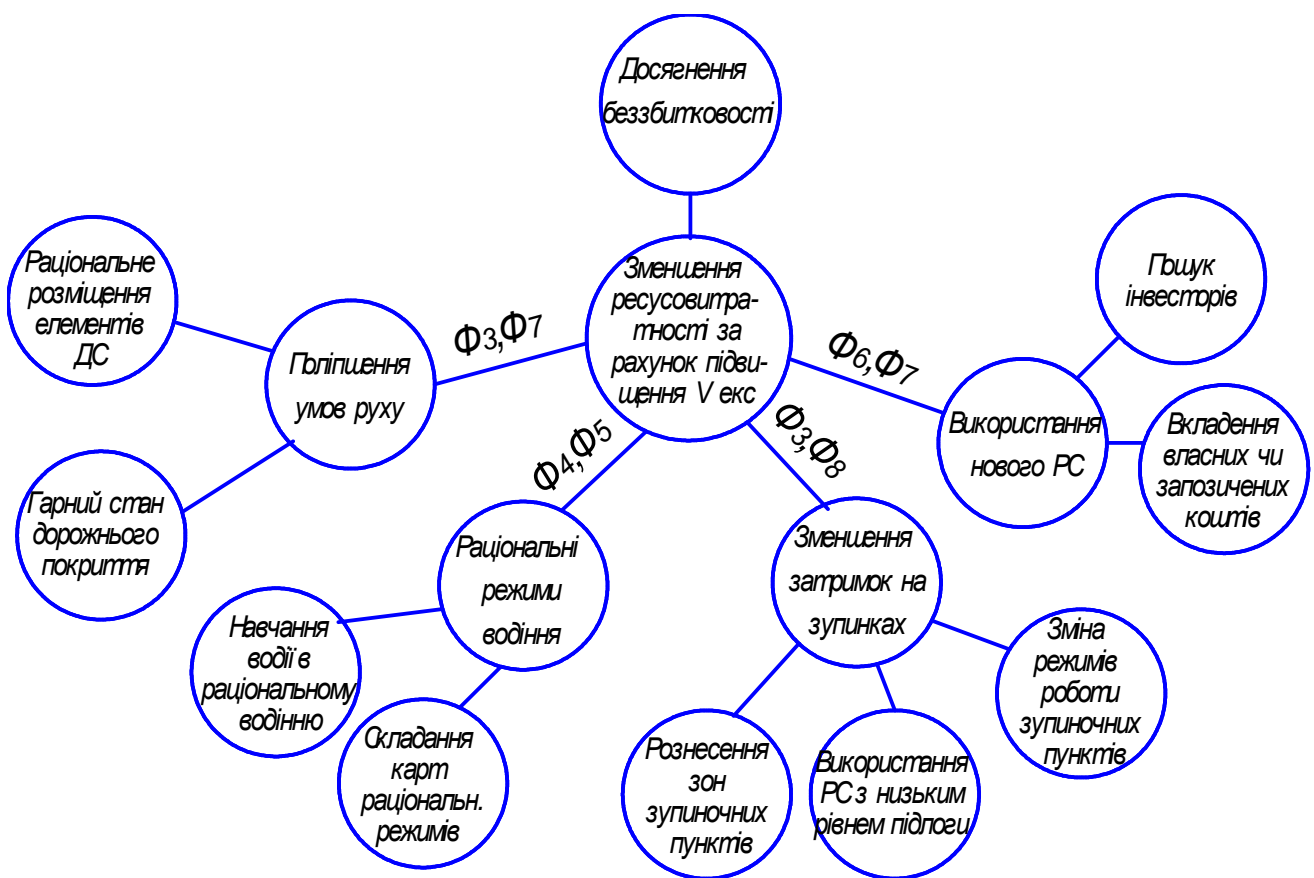 Досягнення
беззбитковості
Зменшення
ресусовитра-
тності за
рахунок підви-
щення V екс
Раціональне
розміщення
елементів
ДС
Поліпшення
умов руху
Гарний стан
дорожнього
покриття
Ф3,Ф7
Ф4,Ф5
Ф3,Ф8
Ф6,Ф7
Пошук
інвесторів
Використання
нового РС
Вкладення
власних чи
запозичених
коштів
Раціональні
режими
водіння
Навчання
водіїв
раціональному
водінню
Складання
карт
раціональн.
режимів
Зменшення
затримок на
зупинках
Рознесення
зон
зупиночних
пунктів
Використання
РС з низьким
рівнем підлоги
Зміна
режимів
роботи
зупиночних
пунктів